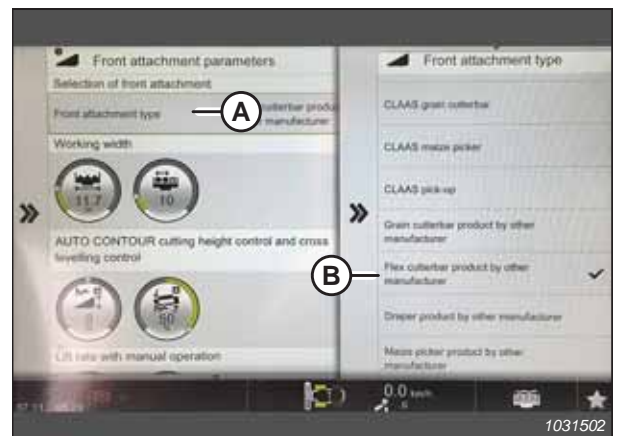 Front attachment parameters
Selection of front attachment
Front attachment type
A
cutterbar produ
manufacturer
Working width
11.7
10
AUTO CONTOUR cutting height control and cross
levelling control
50
Lift rate with manual operation
Front attachment type
CLAAS grain cutterbar
CLAAS maize picker
CLAAS pick-up
Grain cutterbar product by other
manufacturer
B
Flex cutterbar product by other
manufacturer
Draper product by other manufacturer
Maize picker product by other
manufacturer
0.0 km/h
1031502